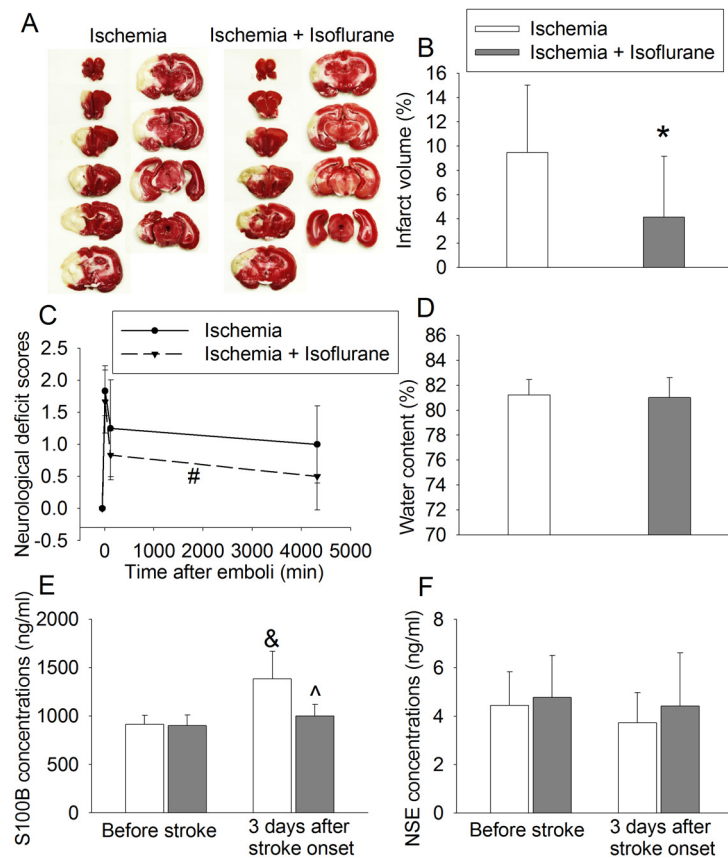 A
Ischemia
Ischemia + Isoflurane
B
Ischemia
Ischemia + Isoflurane
Infarct volume (%)
16
14
12
10
8
6
4
2
0
*
C
Ischemia
Ischemia + Isoflurane
Neurological deficit scores
2.5
2.0
1.5
1.0
0.5
0.0
-0.5
#
0 1000 2000 3000 4000 5000
Time after emboli (min)
D
Water content (%)
86
84
82
80
78
76
74
72
70
E
S100B concentrations (ng/ml)
2000
1500
1000
500
0
&
^
Before stroke
3 days after
stroke onset
F
NSE concentrations (ng/ml)
8
6
4
2
0
Before stroke
3 days after
stroke onset